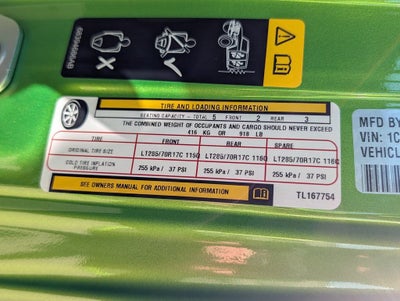 68394450AB
TIRE AND LOADING INFORMATION
SEATING CAPACITY - TOTAL 5 FRONT 2 REAR 3
THE COMBINED WEIGHT OF OCCUPANTS AND CARGO SHOULD NEVER EXCEED
416 KG OR 918 LB
TIRE FRONT REAR SPARE
ORIGINAL TIRE SIZE LT285/70R17C 116Q LT285/70R17C 116Q LT285/70R17C 116Q
COLD TIRE INFLATION PRESSURE 255 kPa / 37 PSI 255 kPa / 37 PSI 255 kPa / 37 PSI
SEE OWNERS MANUAL FOR ADDITIONAL INFORMATION
TL167754
MFD BY
VIN: 1C
VEHICL